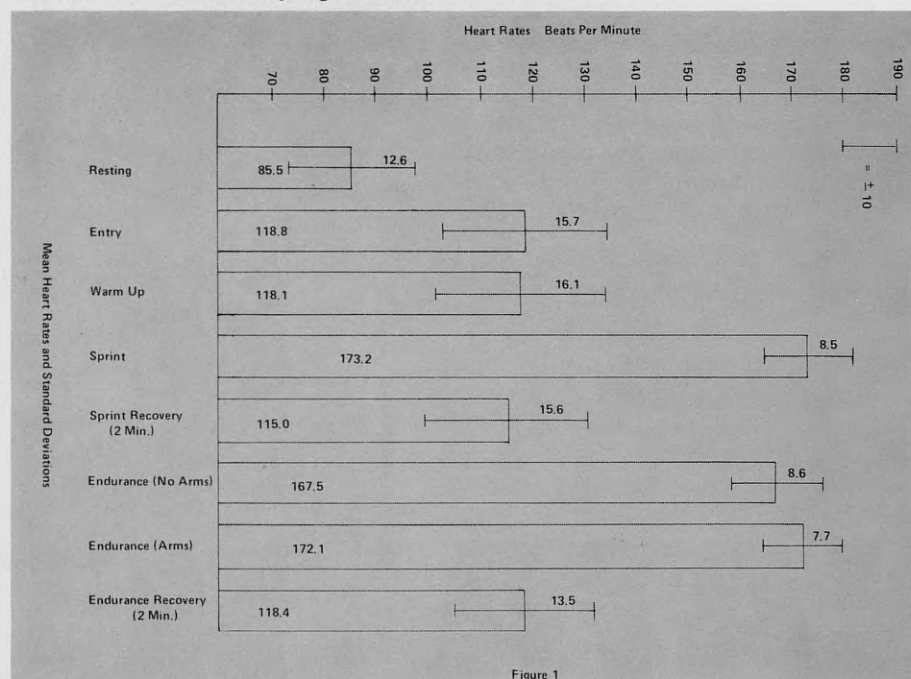 Heart Rates Beats Per Minute
70 80 90 100 110 120 130 140 150 160 170 180 190
= ± 10
Mean Heart Rates and Standard Deviations
Resting 85.5 12.6
Entry 118.8 15.7
Warm Up 118.1 16.1
Sprint 173.2 8.5
Sprint Recovery
(2 Min.) 115.0 15.6
Endurance (No Arms) 167.5 8.6
Endurance (Arms) 172.1 7.7
Endurance Recovery
(2 Min.) 118.4 13.5
Figure 1